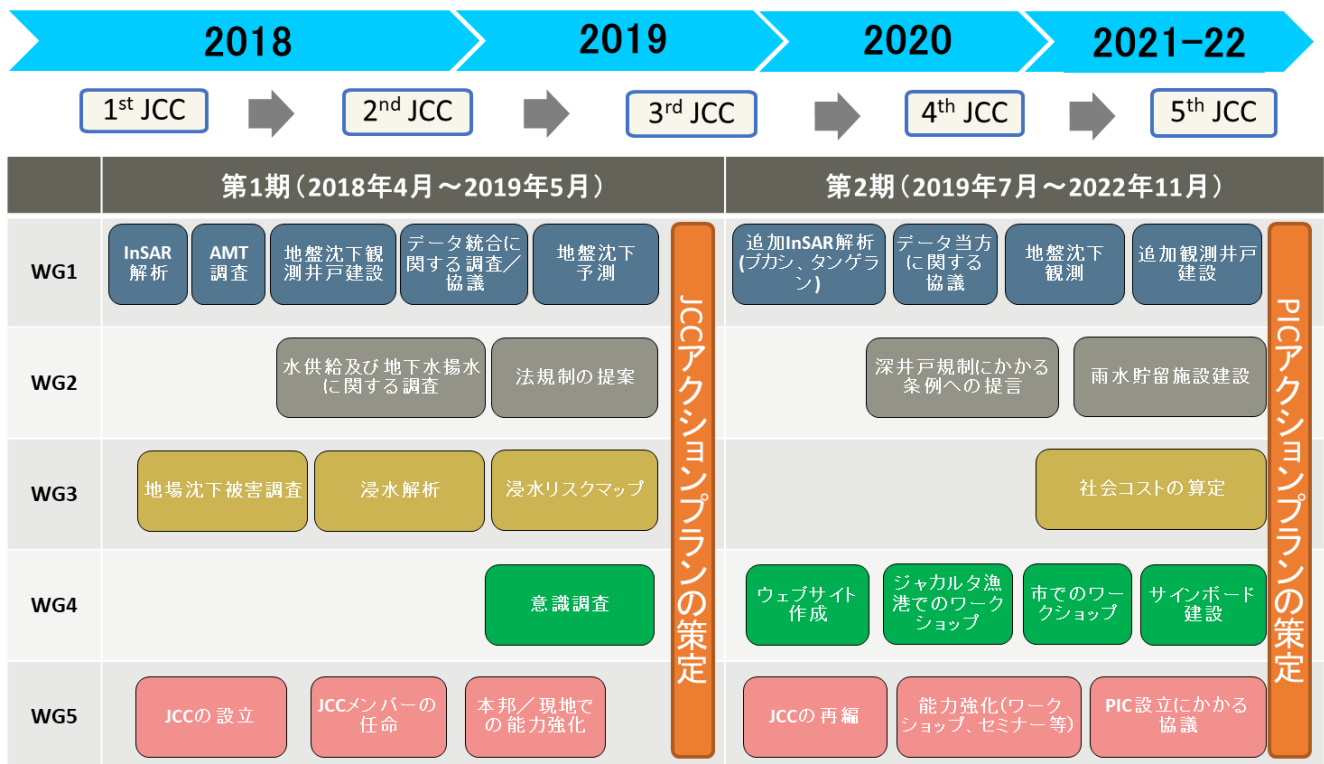 2018
2019
2020
2021-22
1st JCC
2nd JCC
3rd JCC
4th JCC
5th JCC
第1期（2018年4月～2019年5月）
第2期（2019年7月～2022年11月）
WG1
InSAR
解析
AMT
調査
地盤沈下観
測井戸建設
データ統合に
関する調査／
協議
地盤沈下
予測
追加InSAR解析
(ブカシ、タンゲラ
ン)
データ当方
に関する
協議
地盤沈下
観測
追加観測井戸
建設
WG2
水供給及び地下水揚水
に関する調査
法規制の提案
深井戸規制にかかる
条例への提言
雨水貯留施設建設
WG3
地場沈下被害調査
浸水解析
浸水リスクマップ
社会コストの算定
WG4
意識調査
ウェブサイト
作成
ジャカルタ漁
港でのワーク
ショップ
市でのワー
クショップ
サインボード
建設
WG5
JCCの設立
JCCメンバーの
任命
本邦／現地で
の能力強化
JCCの再編
能力強化(ワーク
ショップ、セミナー等)
PIC設立にかかる
協議
JCCアクションプランの策定
PICアクションプランの策定